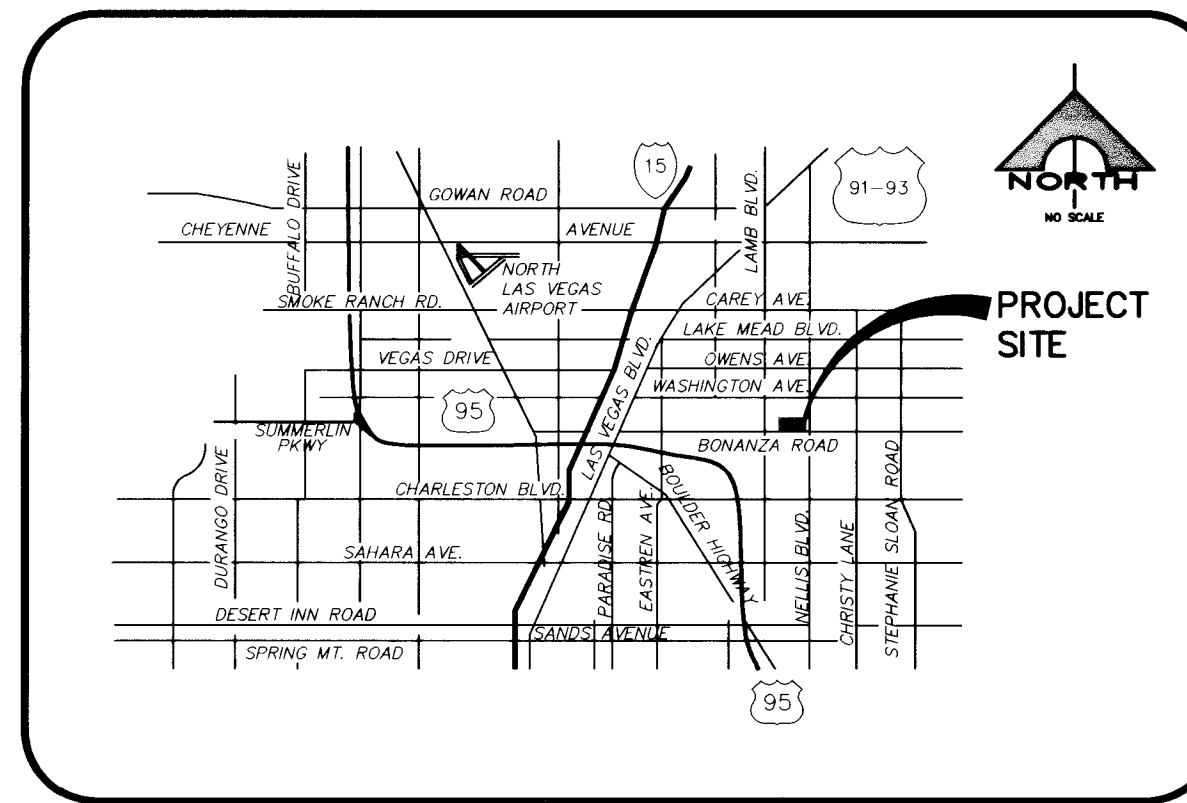 NORTH
NO SCALE
15
91-93
BUFFALO DRIVE
GOWAN ROAD
LAMB BLVD.
CHEYENNE
AVENUE
NORTH
LAS VEGAS
AIRPORT
SMOKE RANCH RD.
CAREY AVE.
PROJECT
SITE
LAKE MEAD BLVD.
VEGAS DRIVE
OWENS AVE.
LAS VEGAS BLVD.
WASHINGTON AVE.
95
SUMMERLIN
PKWY
BONANZA ROAD
DURANGO DRIVE
CHARLESTON BLVD.
PARADISE RD.
EASTREN AVE.
BOULDER HIGHWAY
NELLIS BLVD.
CHRISTY LANE
STEPHANIE SLOAN ROAD
SAHARA AVE.
DESERT INN ROAD
SANDS AVENUE
SPRING MT. ROAD
95